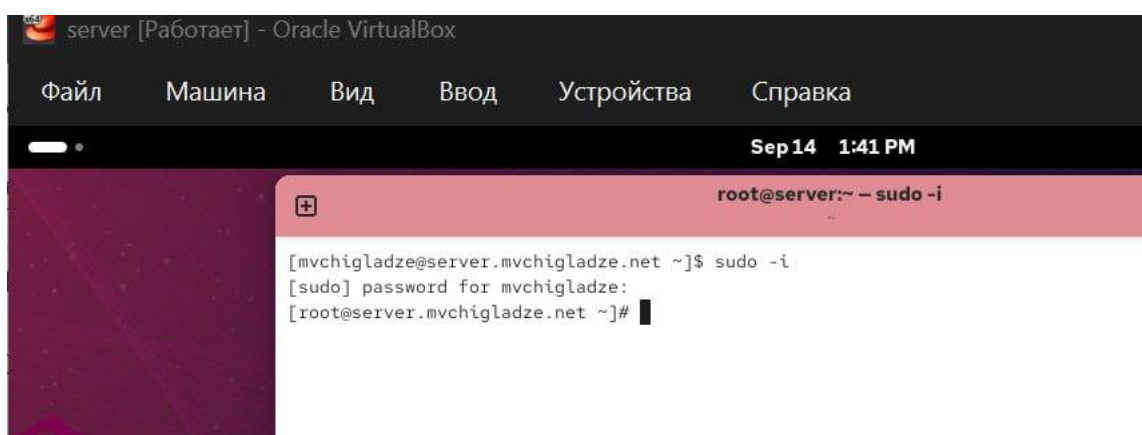 x64
server [Работает] - Oracle VirtualBox
Файл Машина Вид Ввод Устройства Справка
Sep 14 1:41 PM
root@server:~ — sudo -i
~
[mvchigladze@server.mvchigladze.net ~]$ sudo -i
[sudo] password for mvchigladze:
[root@server.mvchigladze.net ~]#